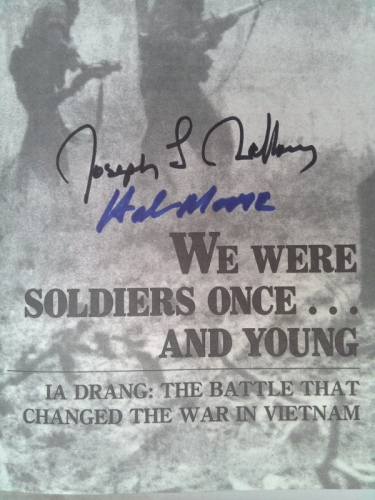 Joseph L Galloway
Hal Moore
WE WERE
SOLDIERS ONCE . . .
AND YOUNG
IA DRANG: THE BATTLE THAT
CHANGED THE WAR IN VIETNAM